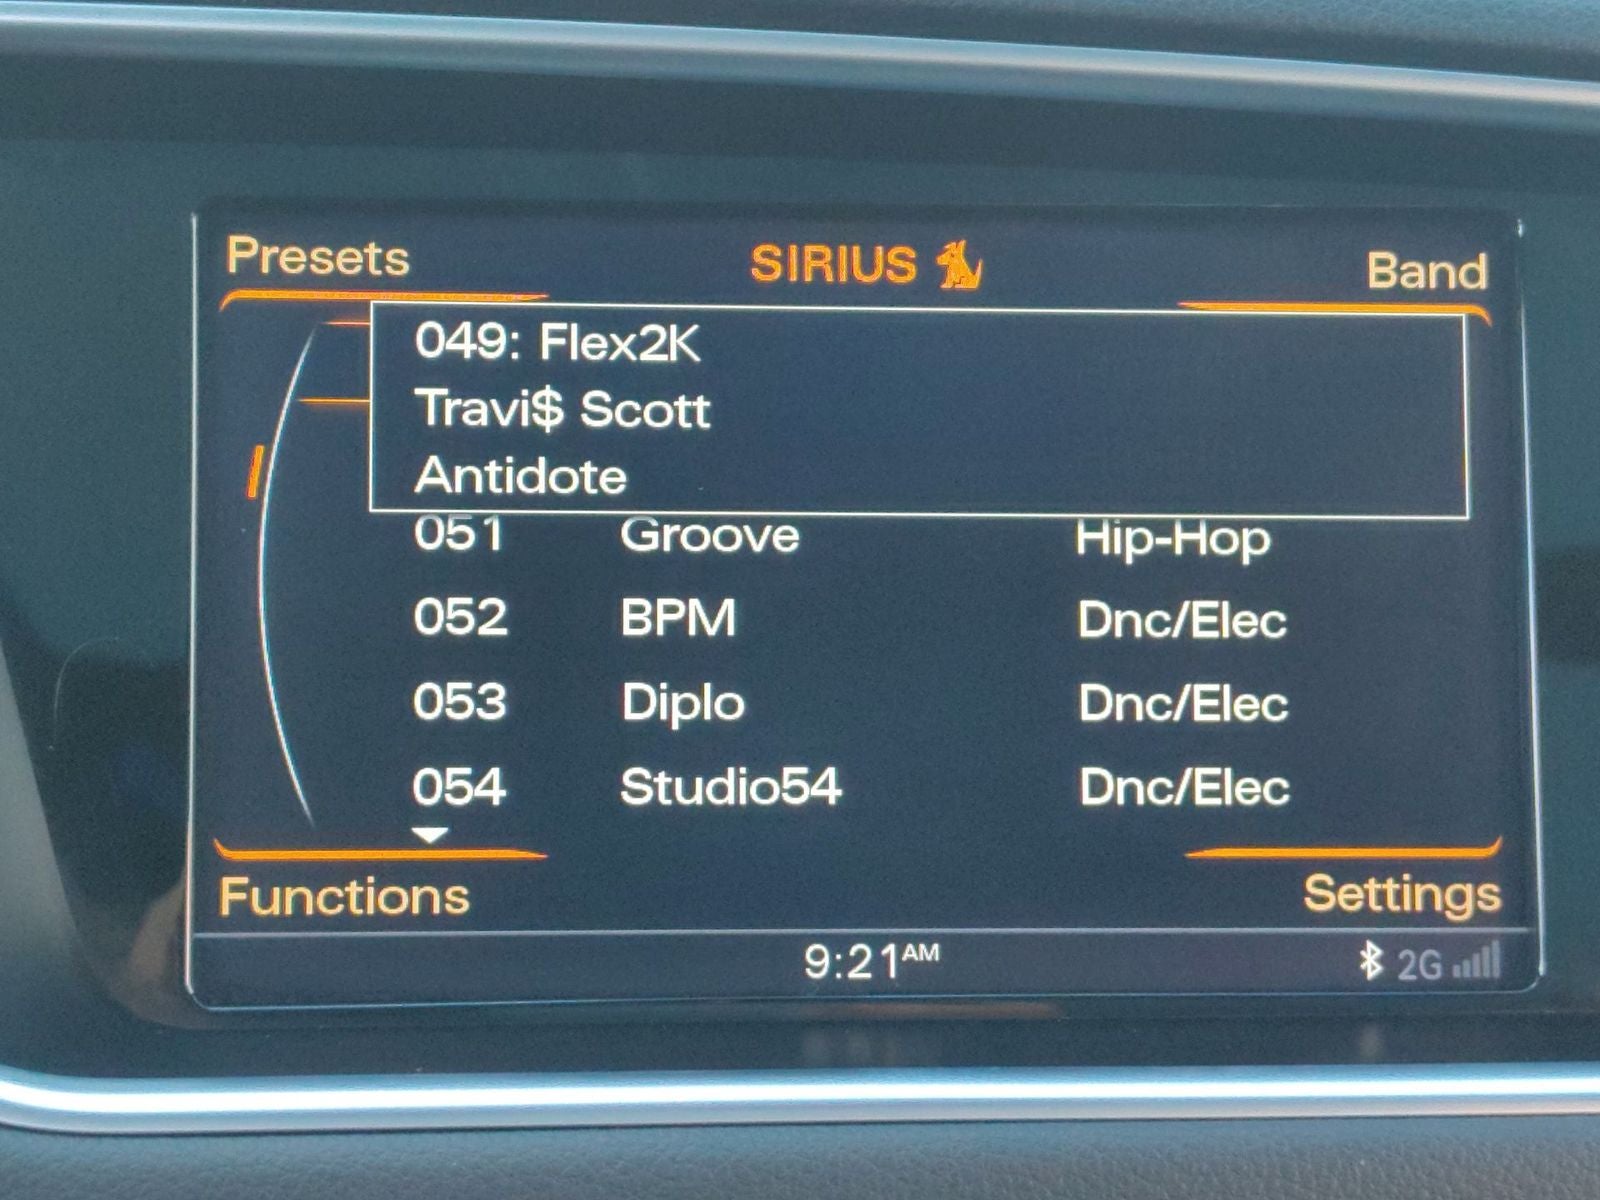 Presets SIRIUS Band
049: Flex2K
Travi$ Scott
Antidote
051 Groove Hip-Hop
052 BPM Dnc/Elec
053 Diplo Dnc/Elec
054 Studio54 Dnc/Elec
Functions Settings
9:21AM 2G